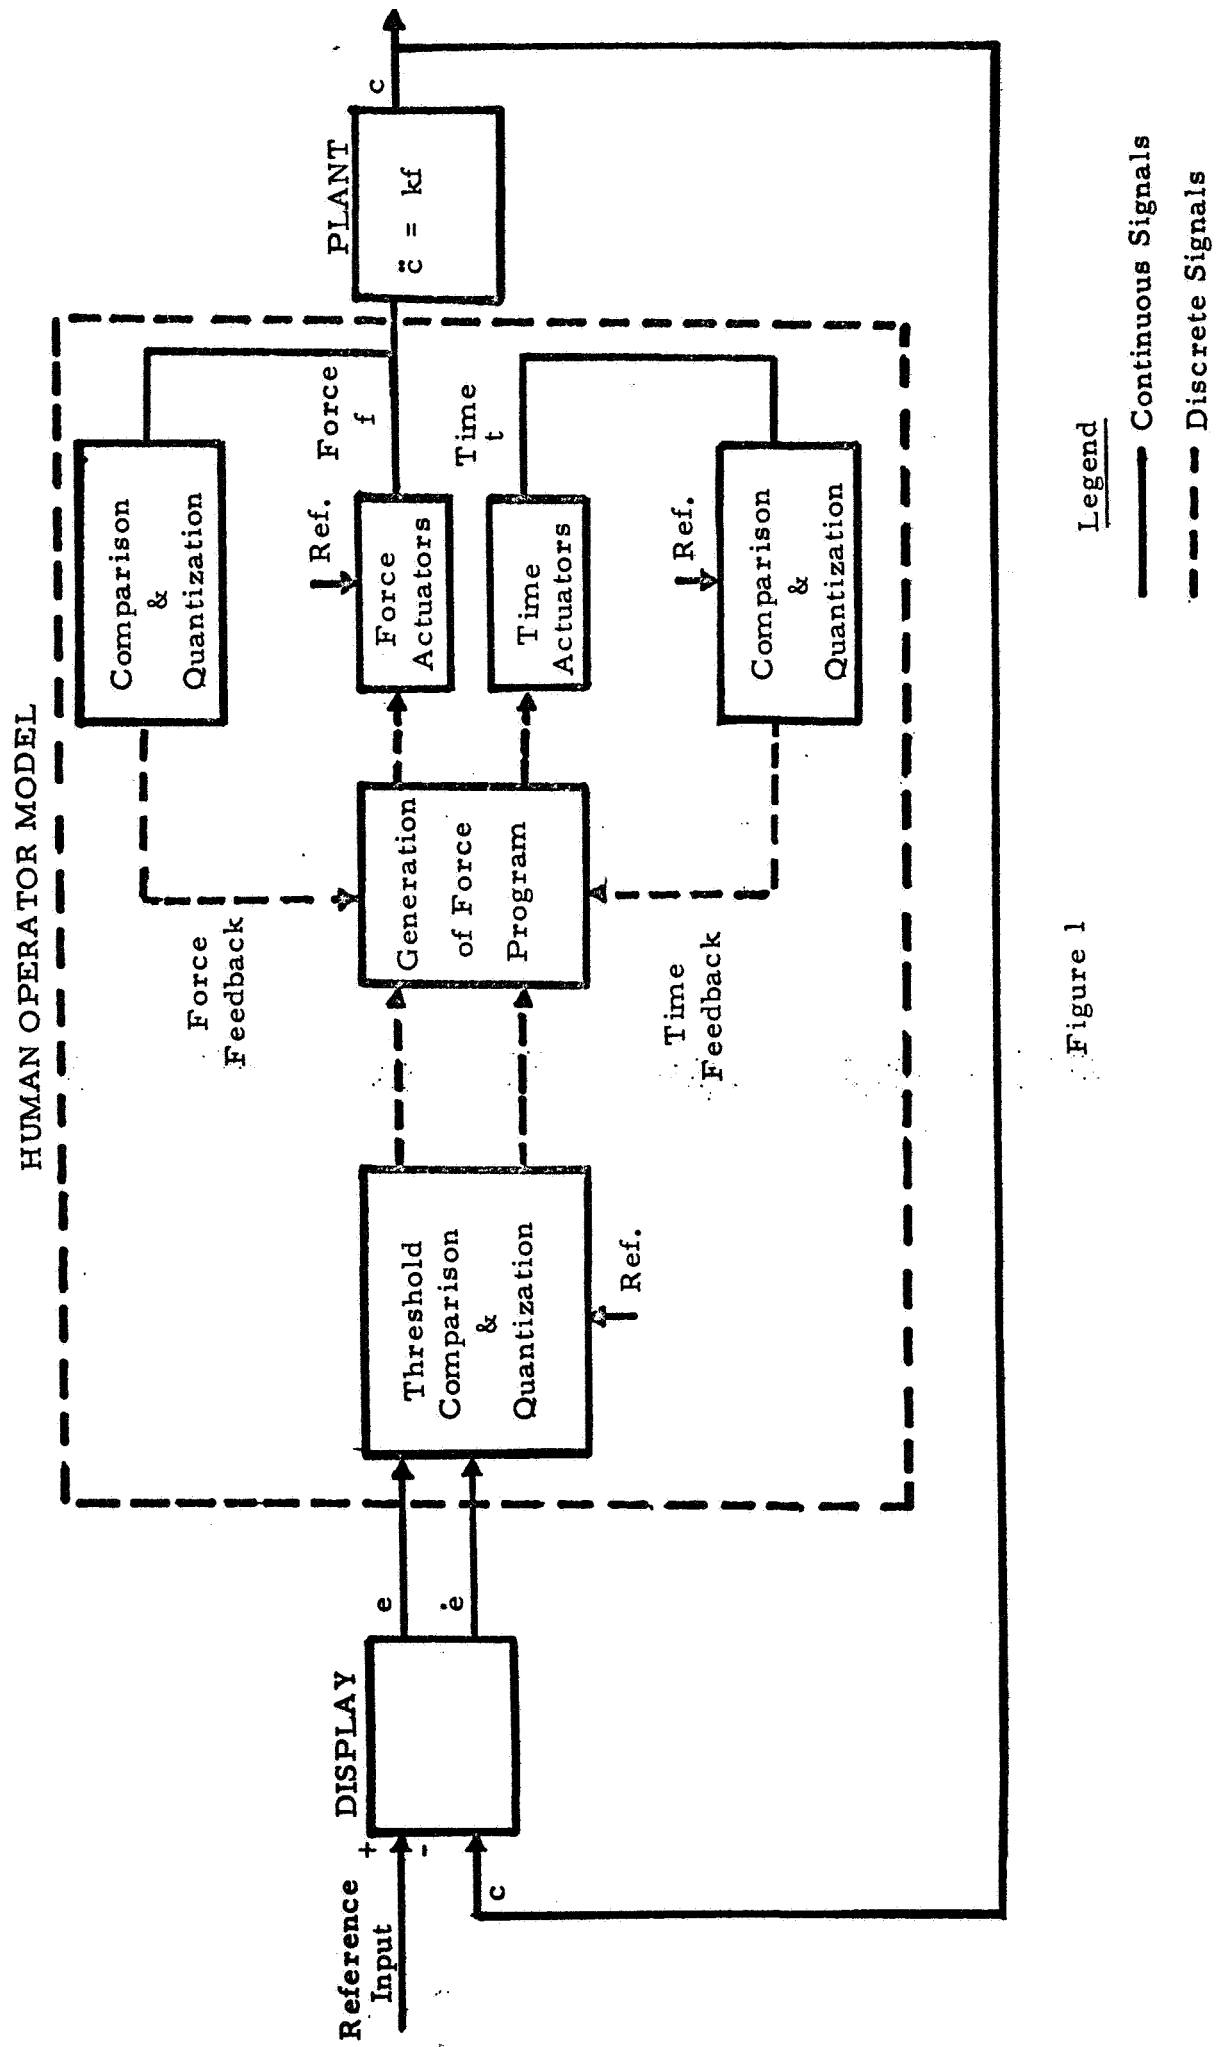 HUMAN OPERATOR MODEL
Reference
Input
+
-
c
DISPLAY
e
ė
Threshold
Comparison
&
Quantization
Ref.
Force
Feedback
Time
Feedback
Generation
of Force
Program
Comparison
&
Quantization
Ref.
Force
Actuators
Force
f
Time
Actuators
Time
t
Ref.
Comparison
&
Quantization
PLANT
c̈ = kf
c
Legend
Continuous Signals
Discrete Signals
Figure 1